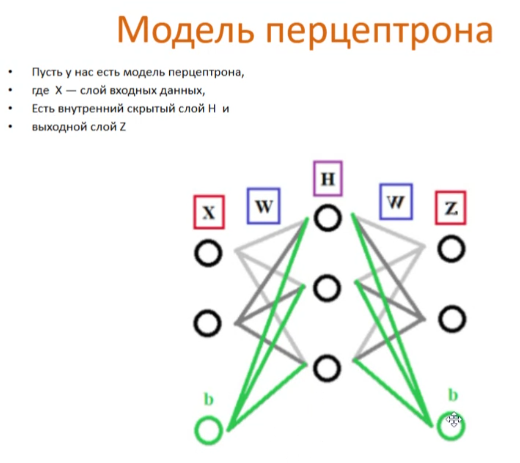 Модель перцептрона
• Пусть у нас есть модель перцептрона,
• где X — слой входных данных,
• Есть внутренний скрытый слой H и
• выходной слой Z
H
X W W Z
b b